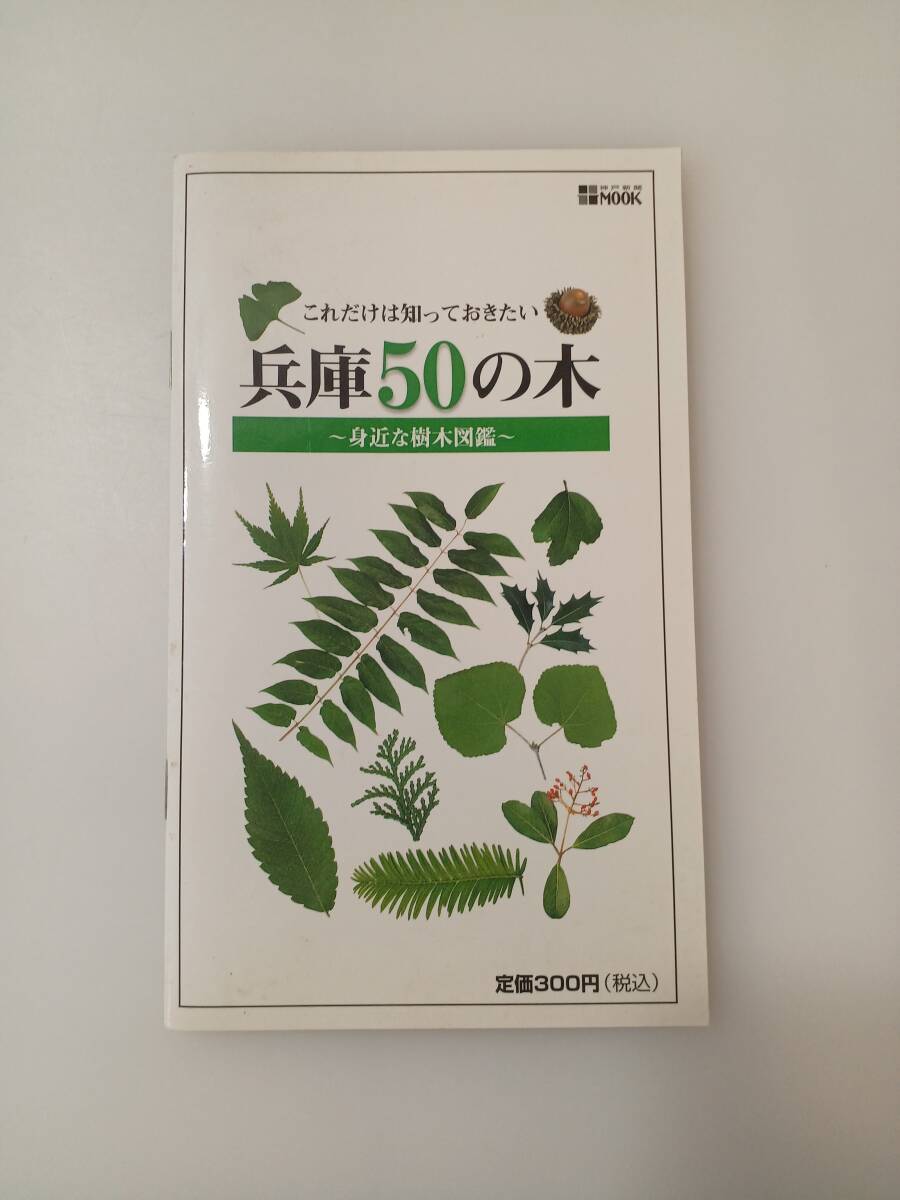 神戸新聞
MOOK
これだけは知っておきたい
兵庫50の木
～身近な樹木図鑑～
定価300円（税込）